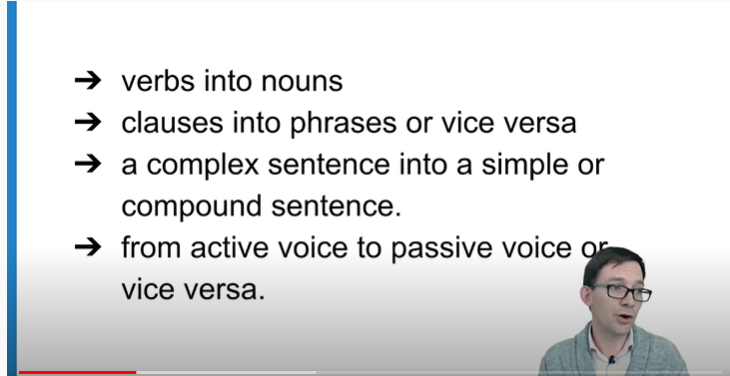 ➔ verbs into nouns
➔ clauses into phrases or vice versa
➔ a complex sentence into a simple or
compound sentence.
➔ from active voice to passive voice or
vice versa.